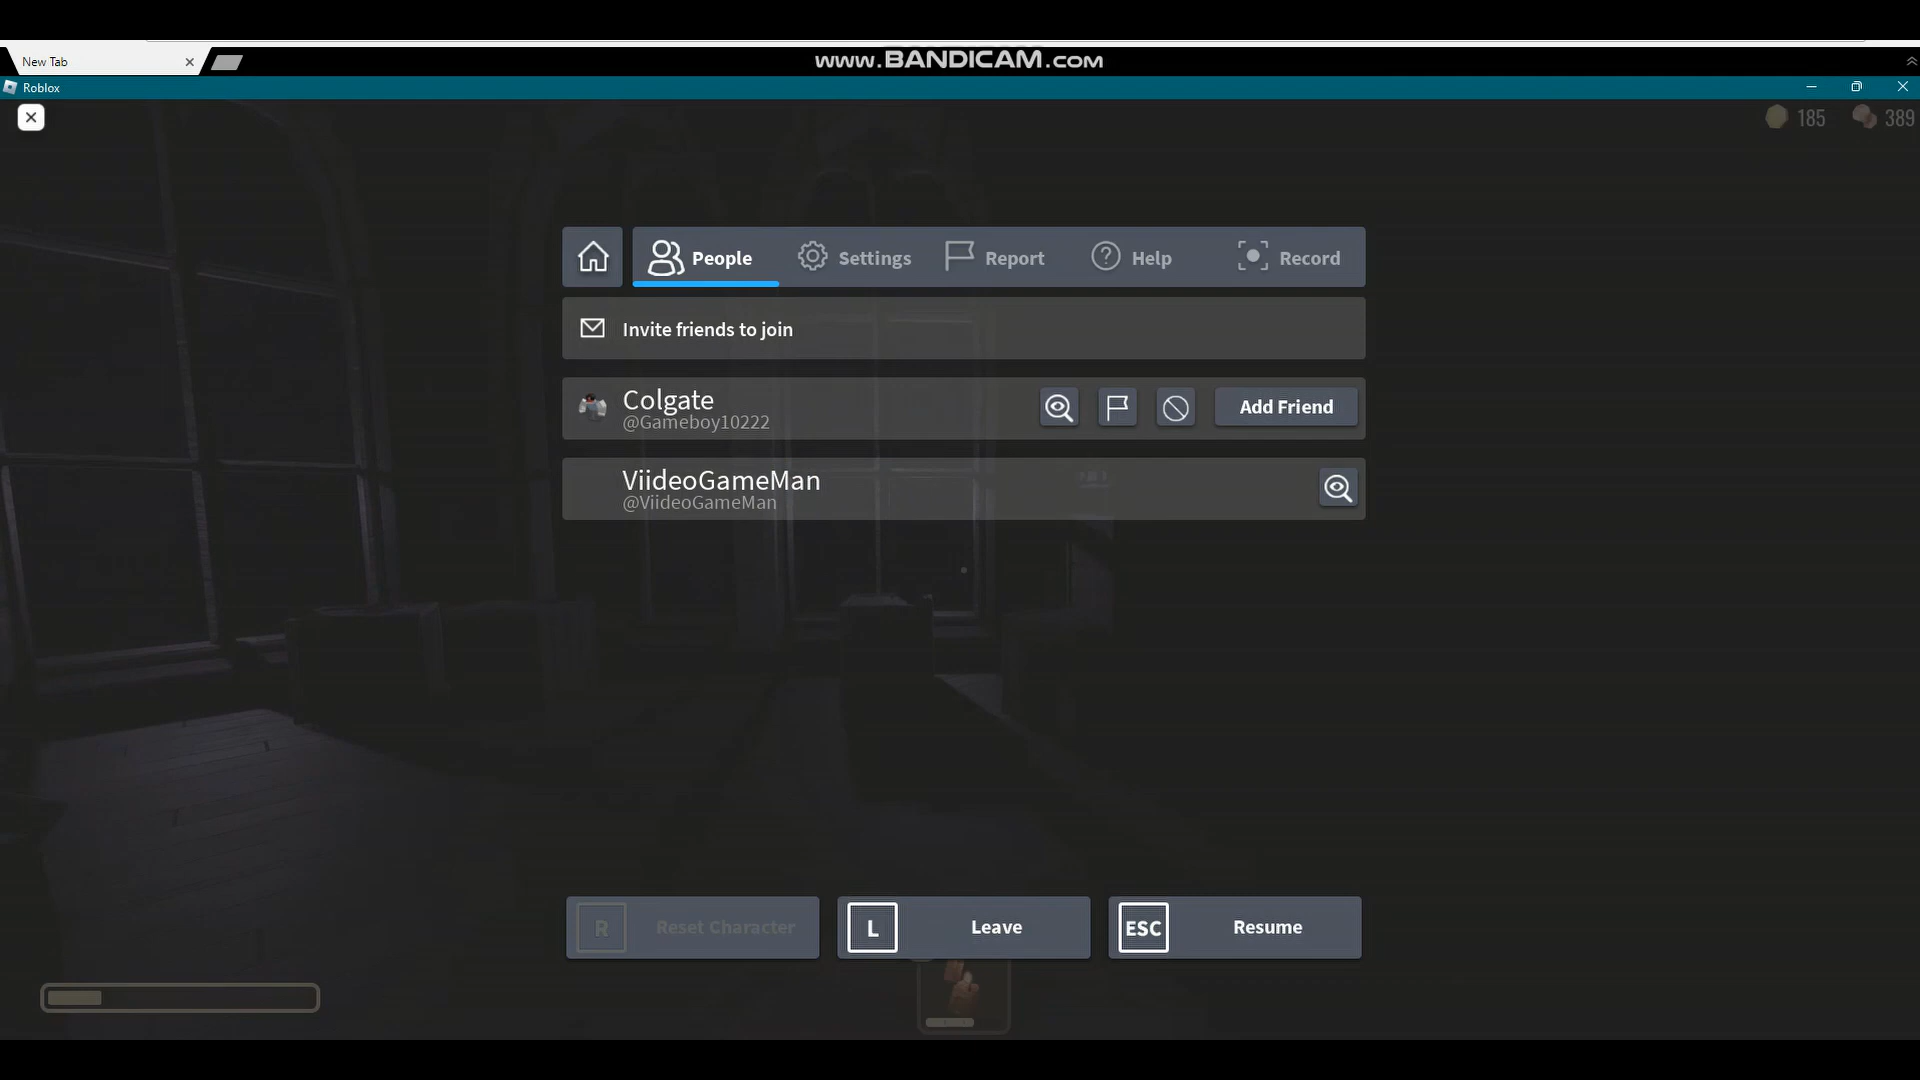 New Tab
www.BANDICAM.com
Roblox
185 389
People Settings Report Help Record
Invite friends to join
Colgate
@Gameboy10222
Add Friend
ViideoGameMan
@ViideoGameMan
R Reset Character
L Leave
ESC Resume